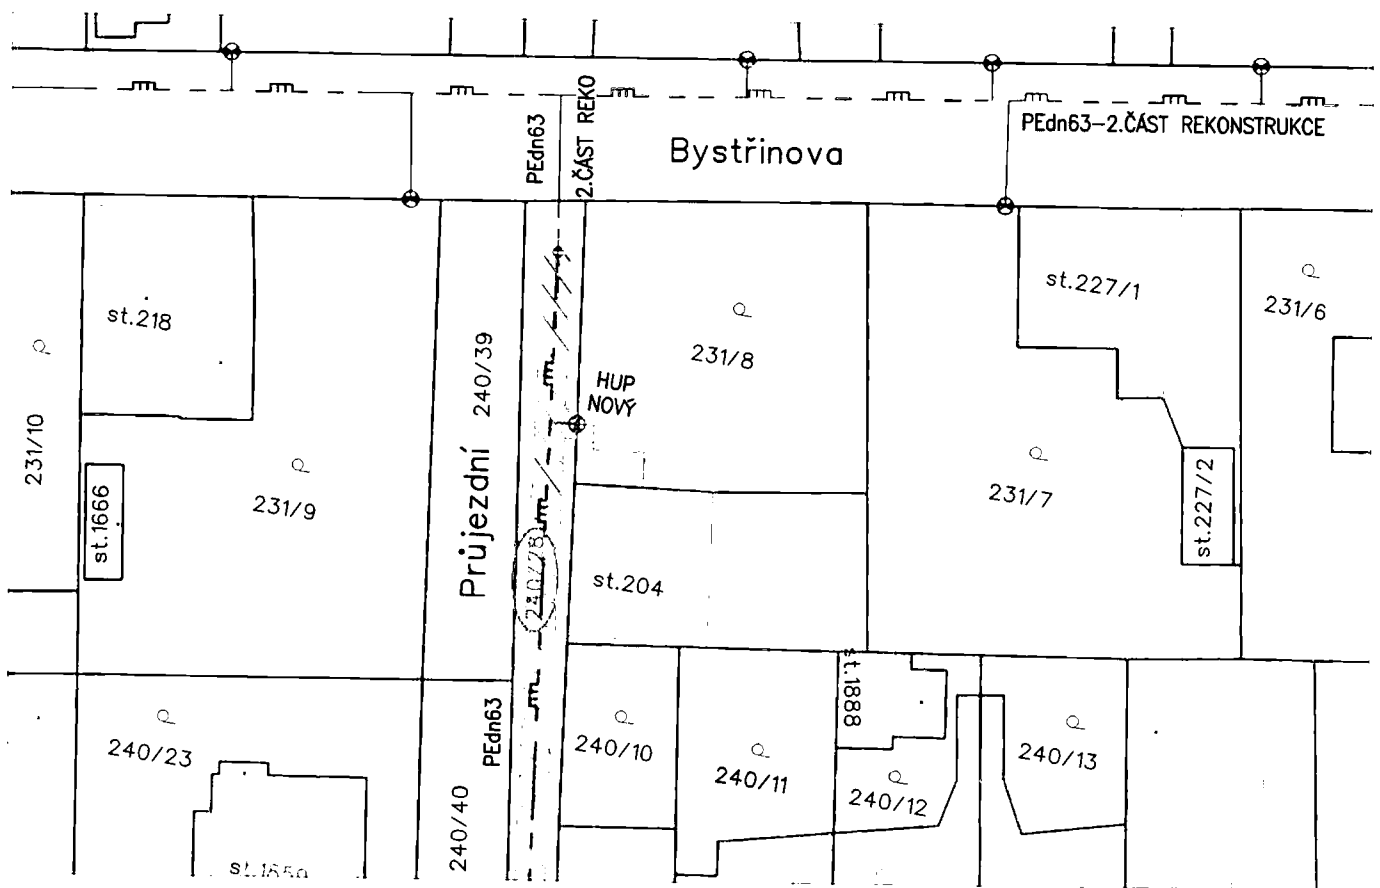 PEdn63
2.ČÁST REKO
PEdn63-2.ČÁST REKONSTRUKCE
Bystřinova
st.218
240/39
231/8
st.227/1
231/6
231/10
HUP
NOVÝ
st.1666
231/9
Průjezdní
231/7
st.227/2
240/78
st.204
240/23
PEdn63
240/10
240/11
st.1888
240/12
240/13
240/40